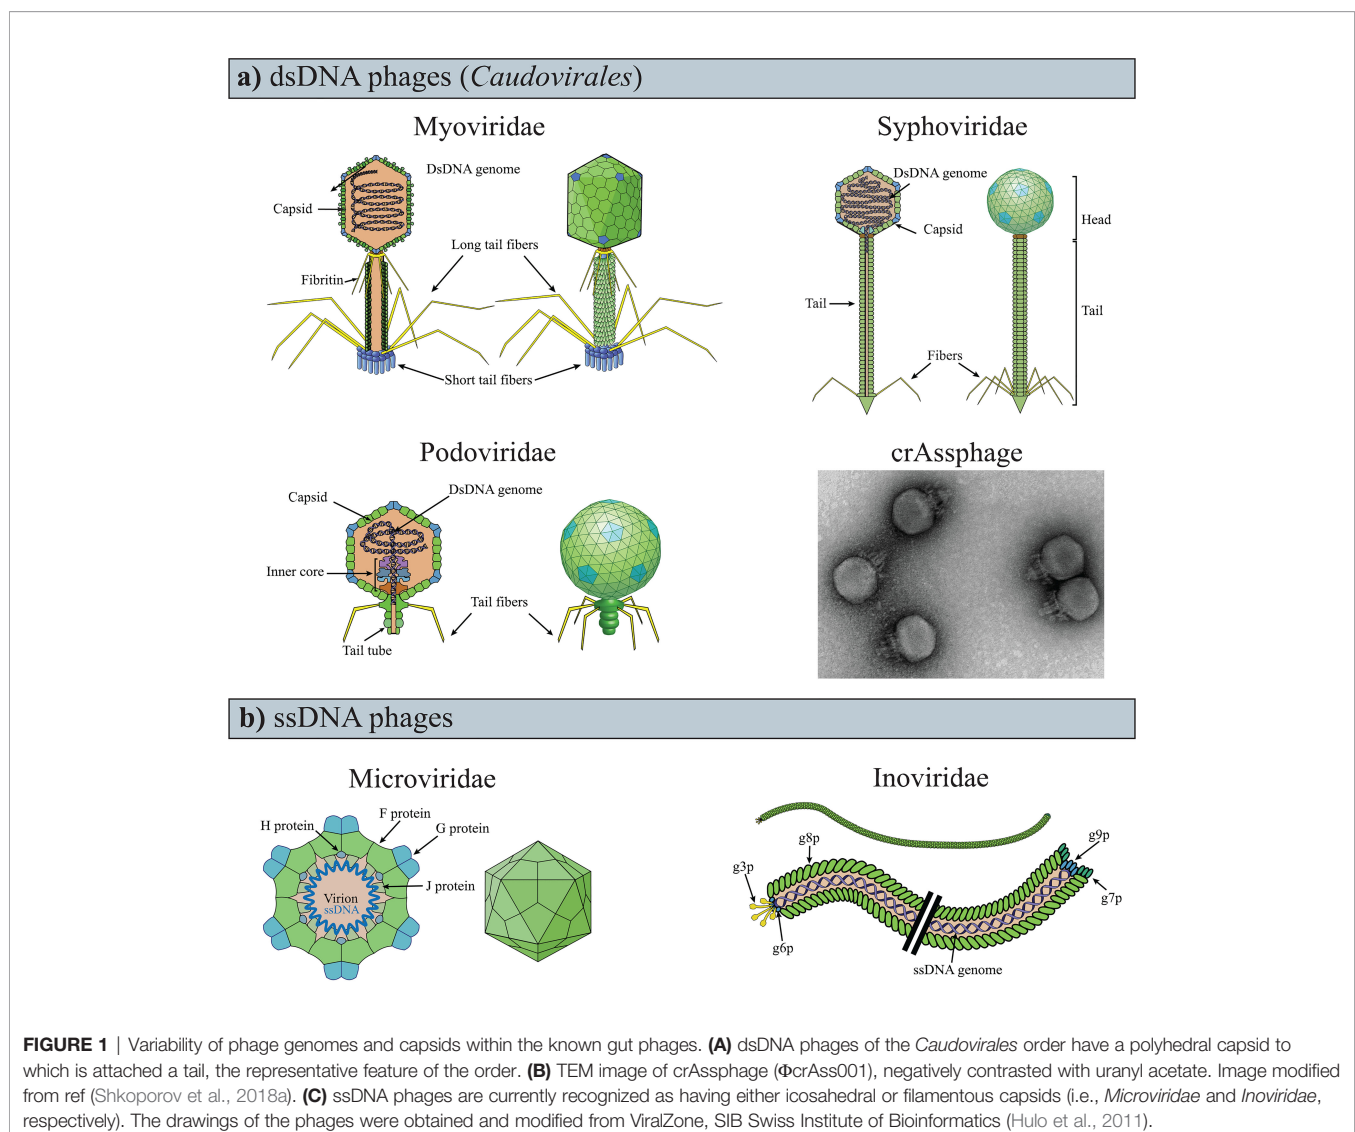 a) dsDNA phages (Caudovirales)
Myoviridae
Syphoviridae
DsDNA genome
Capsid
Long tail fibers
Fibritin
Short tail fibers
DsDNA genome
Capsid
Head
Tail
Tail
Fibers
Podoviridae
crAssphage
Capsid
DsDNA genome
Inner core
Tail fibers
Tail tube
b) ssDNA phages
Microviridae
Inoviridae
F protein
H protein
G protein
J protein
Virion
ssDNA
g8p
g9p
g3p
g7p
g6p
ssDNA genome
FIGURE 1 | Variability of phage genomes and capsids within the known gut phages. (A) dsDNA phages of the Caudovirales order have a polyhedral capsid to
which is attached a tail, the representative feature of the order. (B) TEM image of crAssphage (ΦcrAss001), negatively contrasted with uranyl acetate. Image modified
from ref (Shkoporov et al., 2018a). (C) ssDNA phages are currently recognized as having either icosahedral or filamentous capsids (i.e., Microviridae and Inoviridae,
respectively). The drawings of the phages were obtained and modified from ViralZone, SIB Swiss Institute of Bioinformatics (Hulo et al., 2011).